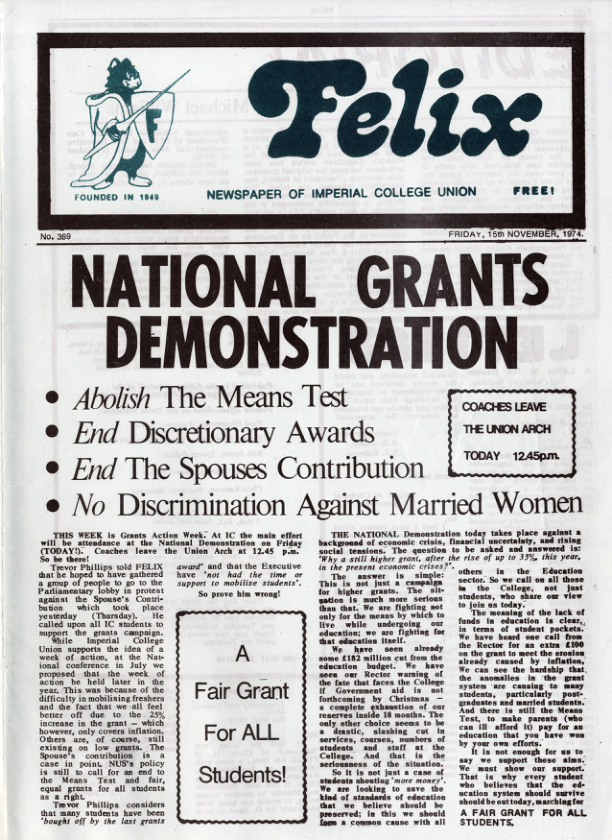 Felix
F
FOUNDED IN 1949
NEWSPAPER OF IMPERIAL COLLEGE UNION
FREE!
No. 369
FRIDAY, 15th NOVEMBER, 1974.
NATIONAL GRANTS
DEMONSTRATION
• Abolish The Means Test
• End Discretionary Awards
• End The Spouses Contribution
• No Discrimination Against Married Women
COACHES LEAVE
THE UNION ARCH
TODAY 12.45p.m.
THIS WEEK is Grants Action Week. At IC the main effort
will be attendance at the National Demonstration on Friday
(TODAY!). Coaches leave the Union Arch at 12.45 p.m.
So be there!
Trevor Phillips told FELIX
that he hoped to have gathered
a group of people to go to the
Parliamentary lobby in protest
against the Spouse's Contri-
bution which took place
yesterday (Thursday). He
called upon all IC students to
support the grants campaign.
While Imperial College
Union supports the idea of a
week of action, at the Nat-
ional conference in July we
proposed that the week of
action be held later in the
year. This was because of the
difficulty in mobilising freshers
and the fact that we all feel
better off due to the 25%
increase in the grant — which
however, only covers inflation.
Others are, of course, still
existing on low grants. The
Spouse's contribution is a
case in point. NUS's policy
is still to call for an end to
the Means Test and fair,
equal grants for all students
as a right.
Trevor Phillips considers
that many students have been
'bought off by the last grants
award' and that the Executive
have 'not had the time or
support to mobilise students'.
So prove him wrong!
A
Fair Grant
For ALL
Students!
THE NATIONAL Demonstration today takes place against a
background of economic crisis, financial uncertainty, and rising
social tensions. The question to be asked and answered is:
'Why a still higher grant, after the rise of up to 35%, this year,
in the present economic crises?'.
The answer is simple:
This is not just a campaign
for higher grants. The sit-
uation is much more serious
than that. We are fighting not
only for the means by which to
live while undergoing our
education; we are fighting for
that education itself.
We have seen already
some £182 million cut from the
education budget. We have
seen our Rector warning of
the fate that faces the College
if Government aid is not
forthcoming by Christmas —
a complete exhaustion of our
reserves inside 18 months. The
only other choice seems to be
a drastic, slashing cut in
services, courses, numbers of
students and staff at the
College. And that is the
seriousness of the situation.
So it is not just a case of
students shouting 'more money'.
We are looking to save the
kind of standards of education
that we believe should be
preserved; in this we should
form a common cause with all
others in the Education
sector. So we call on all those
in the College, not just
students, who share our view
to join us today.
The meaning of the lack of
funds in education is clear,
in terms of student pockets.
We have heard one call from
the Rector for an extra £100
on the grant to meet the erosion
already caused by inflation.
We can see the hardship that
the anomalies in the grant
system are causing to many
students, particularly post-
graduates and married students.
And there is still the Means
Test, to make parents (who
can ill afford it) pay for an
education that you have won
by your own efforts.
It is not enough for us to
say we support these aims.
We must show our support.
That is why every student
who believes that the ed-
ucation system should survive
should be out today, marching for
A FAIR GRANT FOR ALL
STUDENTS.